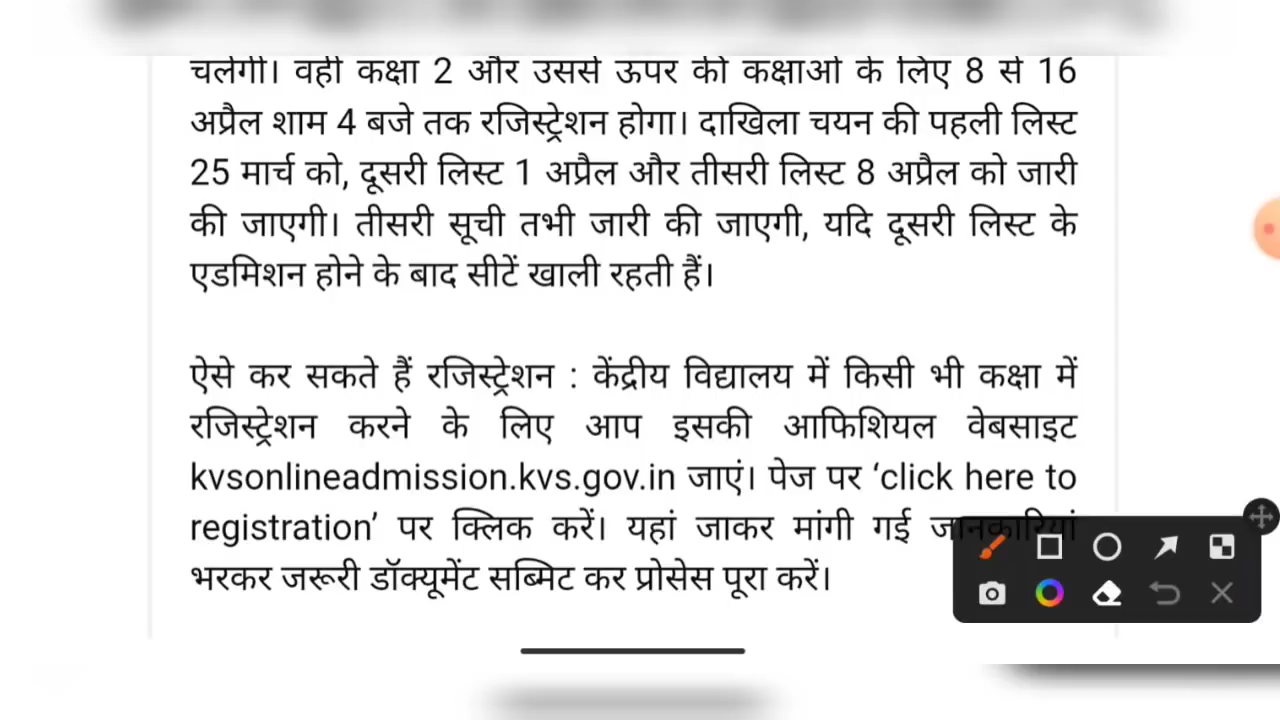 चलेगी। वहीं कक्षा 2 और उससे ऊपर की कक्षाओं के लिए 8 से 16
अप्रैल शाम 4 बजे तक रजिस्ट्रेशन होगा। दाखिला चयन की पहली लिस्ट
25 मार्च को, दूसरी लिस्ट 1 अप्रैल और तीसरी लिस्ट 8 अप्रैल को जारी
की जाएगी। तीसरी सूची तभी जारी की जाएगी, यदि दूसरी लिस्ट के
एडमिशन होने के बाद सीटें खाली रहती हैं।
ऐसे कर सकते हैं रजिस्ट्रेशन : केंद्रीय विद्यालय में किसी भी कक्षा में
रजिस्ट्रेशन करने के लिए आप इसकी आफिशियल वेबसाइट
kvsonlineadmission.kvs.gov.in जाएं। पेज पर ‘click here to
registration’ पर क्लिक करें। यहां जाकर मांगी गई जानकारियां
भरकर जरूरी डॉक्यूमेंट सब्मिट कर प्रोसेस पूरा करें।